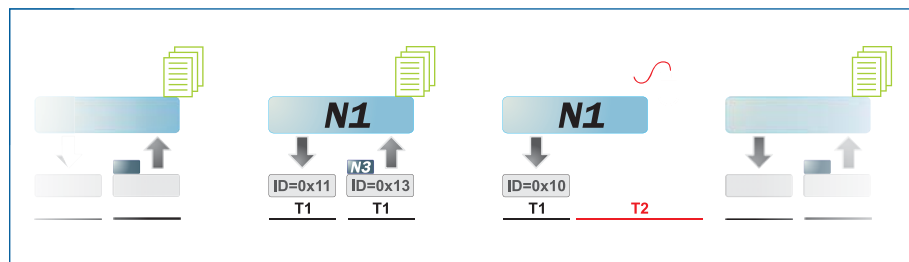 N1
N1
N3
ID=0x11 ID=0x13
ID=0x10
T1 T1
T1 T2